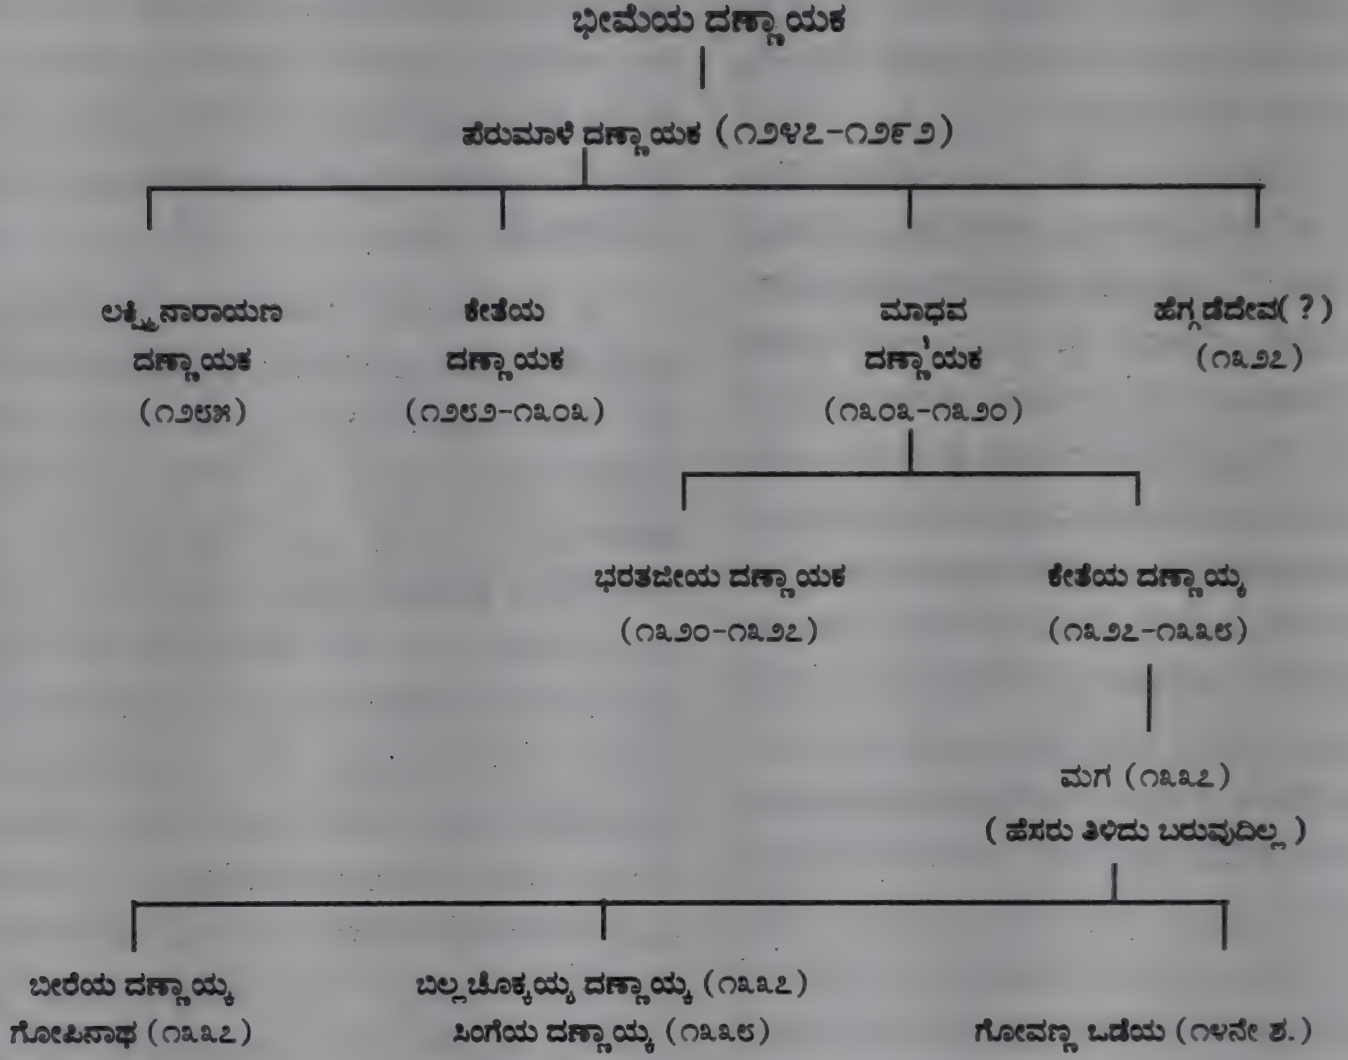 ಭೀಮೆಯ ದಣ್ಣಾಯಕ
ಪೆರುಮಾಳೆ ದಣ್ಣಾಯಕ (೧೨೪೭-೧೨೯೨)
ಲಕ್ಷ್ಮಿನಾರಾಯಣ ಕೇತೆಯ ಮಾಧವ ಹೆಗ್ಗಡೆದೇವ(?)
ದಣ್ಣಾಯಕ ದಣ್ಣಾಯಕ ದಣ್ಣಾಯಕ (೧೩೨೭)
(೧೨೮೫) (೧೨೮೨-೧೩೦೩) (೧೩೦೩-೧೩೨೦)
ಭರತಜೀಯ ದಣ್ಣಾಯಕ ಕೇತೆಯ ದಣ್ಣಾಯ್ಕ
(೧೩೨೦-೧೩೨೭) (೧೩೨೭-೧೩೩೮)
ಮಗ (೧೩೩೭)
( ಹೆಸರು ತಿಳಿದು ಬರುವುದಿಲ್ಲ )
ಬೀರೆಯ ದಣ್ಣಾಯ್ಕ ಬಿಲ್ಲಚೊಕ್ಕಯ್ಯ ದಣ್ಣಾಯ್ಕ (೧೩೩೭)
ಗೋಪಿನಾಥ (೧೩೩೭) ಸಿಂಗೆಯ ದಣ್ಣಾಯ್ಕ (೧೩೩೮) ಗೋವಣ್ಣ ಒಡೆಯ (೧೪ನೇ ಶ.)